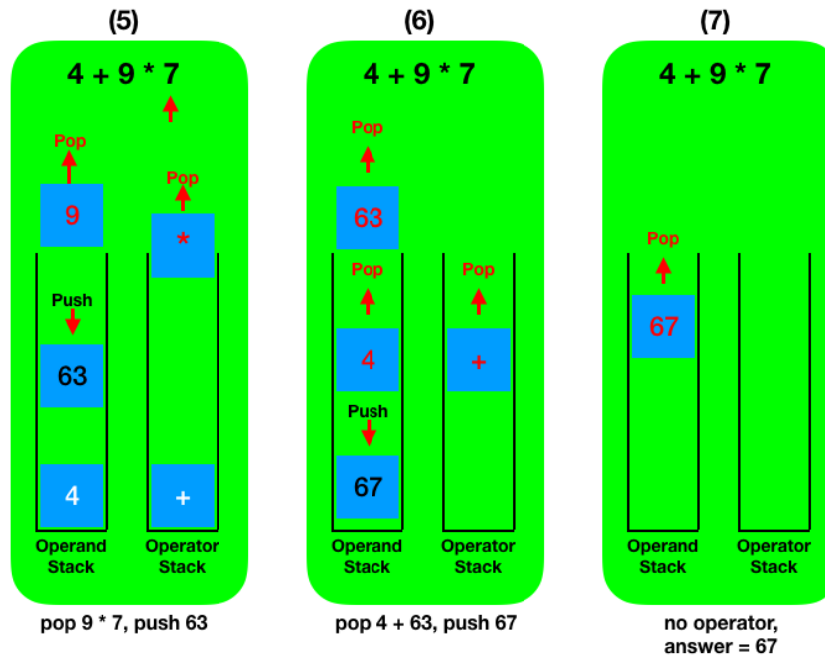 (5)
4 + 9 * 7
Pop
9
Pop
*
Push
63
4
+
Operand
Stack
Operator
Stack
pop 9 * 7, push 63
(6)
4 + 9 * 7
Pop
63
Pop
Pop
4
+
Push
67
Operand
Stack
Operator
Stack
pop 4 + 63, push 67
(7)
4 + 9 * 7
Pop
67
Operand
Stack
Operator
Stack
no operator,
answer = 67